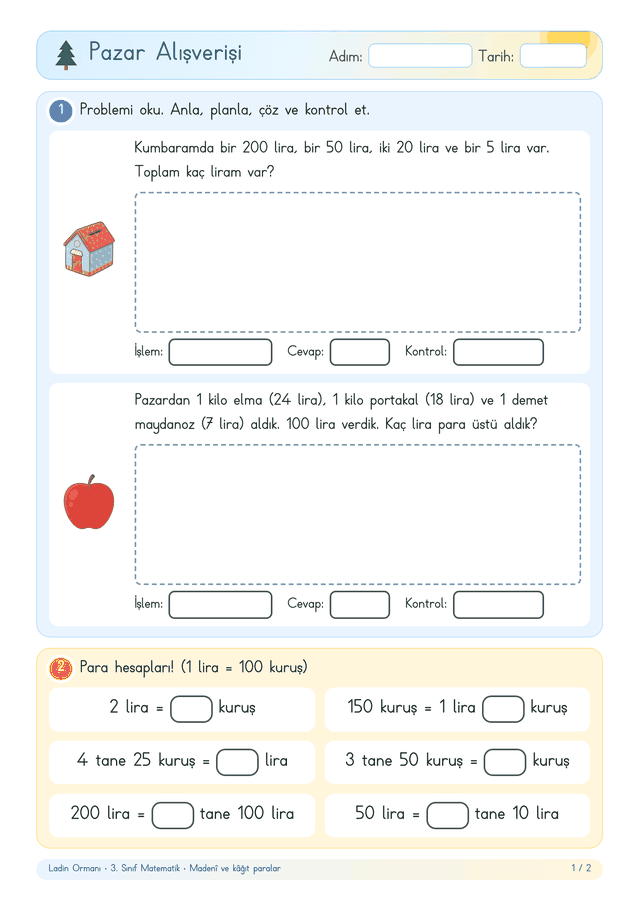 Pazar Alışverişi
Adım:
Tarih:
1 Problemi oku. Anla, planla, çöz ve kontrol et.
Kumbaramda bir 200 lira, bir 50 lira, iki 20 lira ve bir 5 lira var.
Toplam kaç liram var?
İşlem:
Cevap:
Kontrol:
Pazardan 1 kilo elma (24 lira), 1 kilo portakal (18 lira) ve 1 demet
maydanoz (7 lira) aldık. 100 lira verdik. Kaç lira para üstü aldık?
İşlem:
Cevap:
Kontrol:
2 Para hesapları! (1 lira = 100 kuruş)
2 lira = kuruş
150 kuruş = 1 lira kuruş
4 tane 25 kuruş = lira
3 tane 50 kuruş = kuruş
200 lira = tane 100 lira
50 lira = tane 10 lira
Ladin Ormanı · 3. Sınıf Matematik · Madenî ve kâğıt paralar
1 / 2